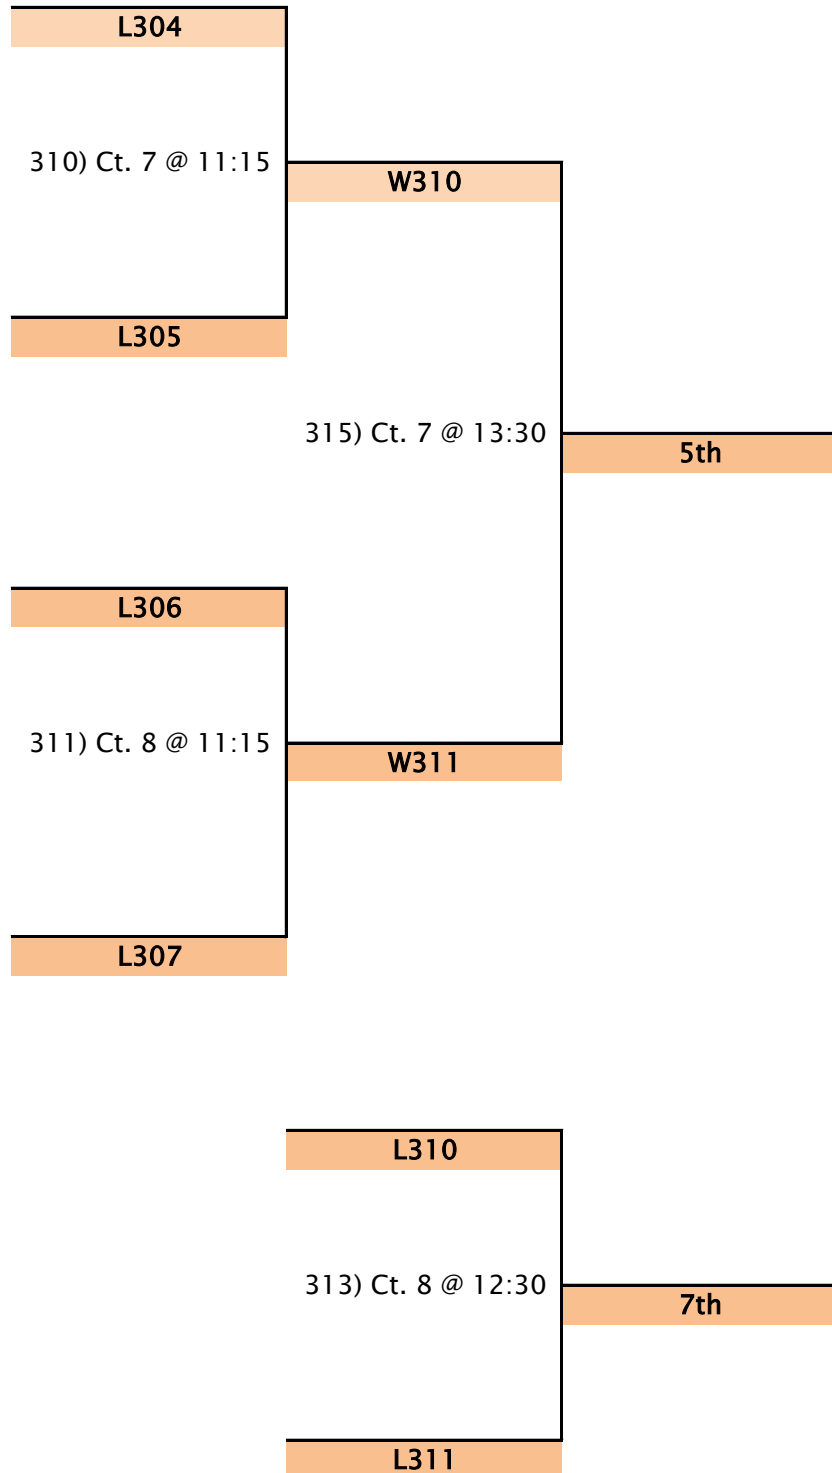 L304
310) Ct. 7 @ 11:15
W310
L305
315) Ct. 7 @ 13:30
5th
L306
311) Ct. 8 @ 11:15
W311
L307
L310
313) Ct. 8 @ 12:30
7th
L311